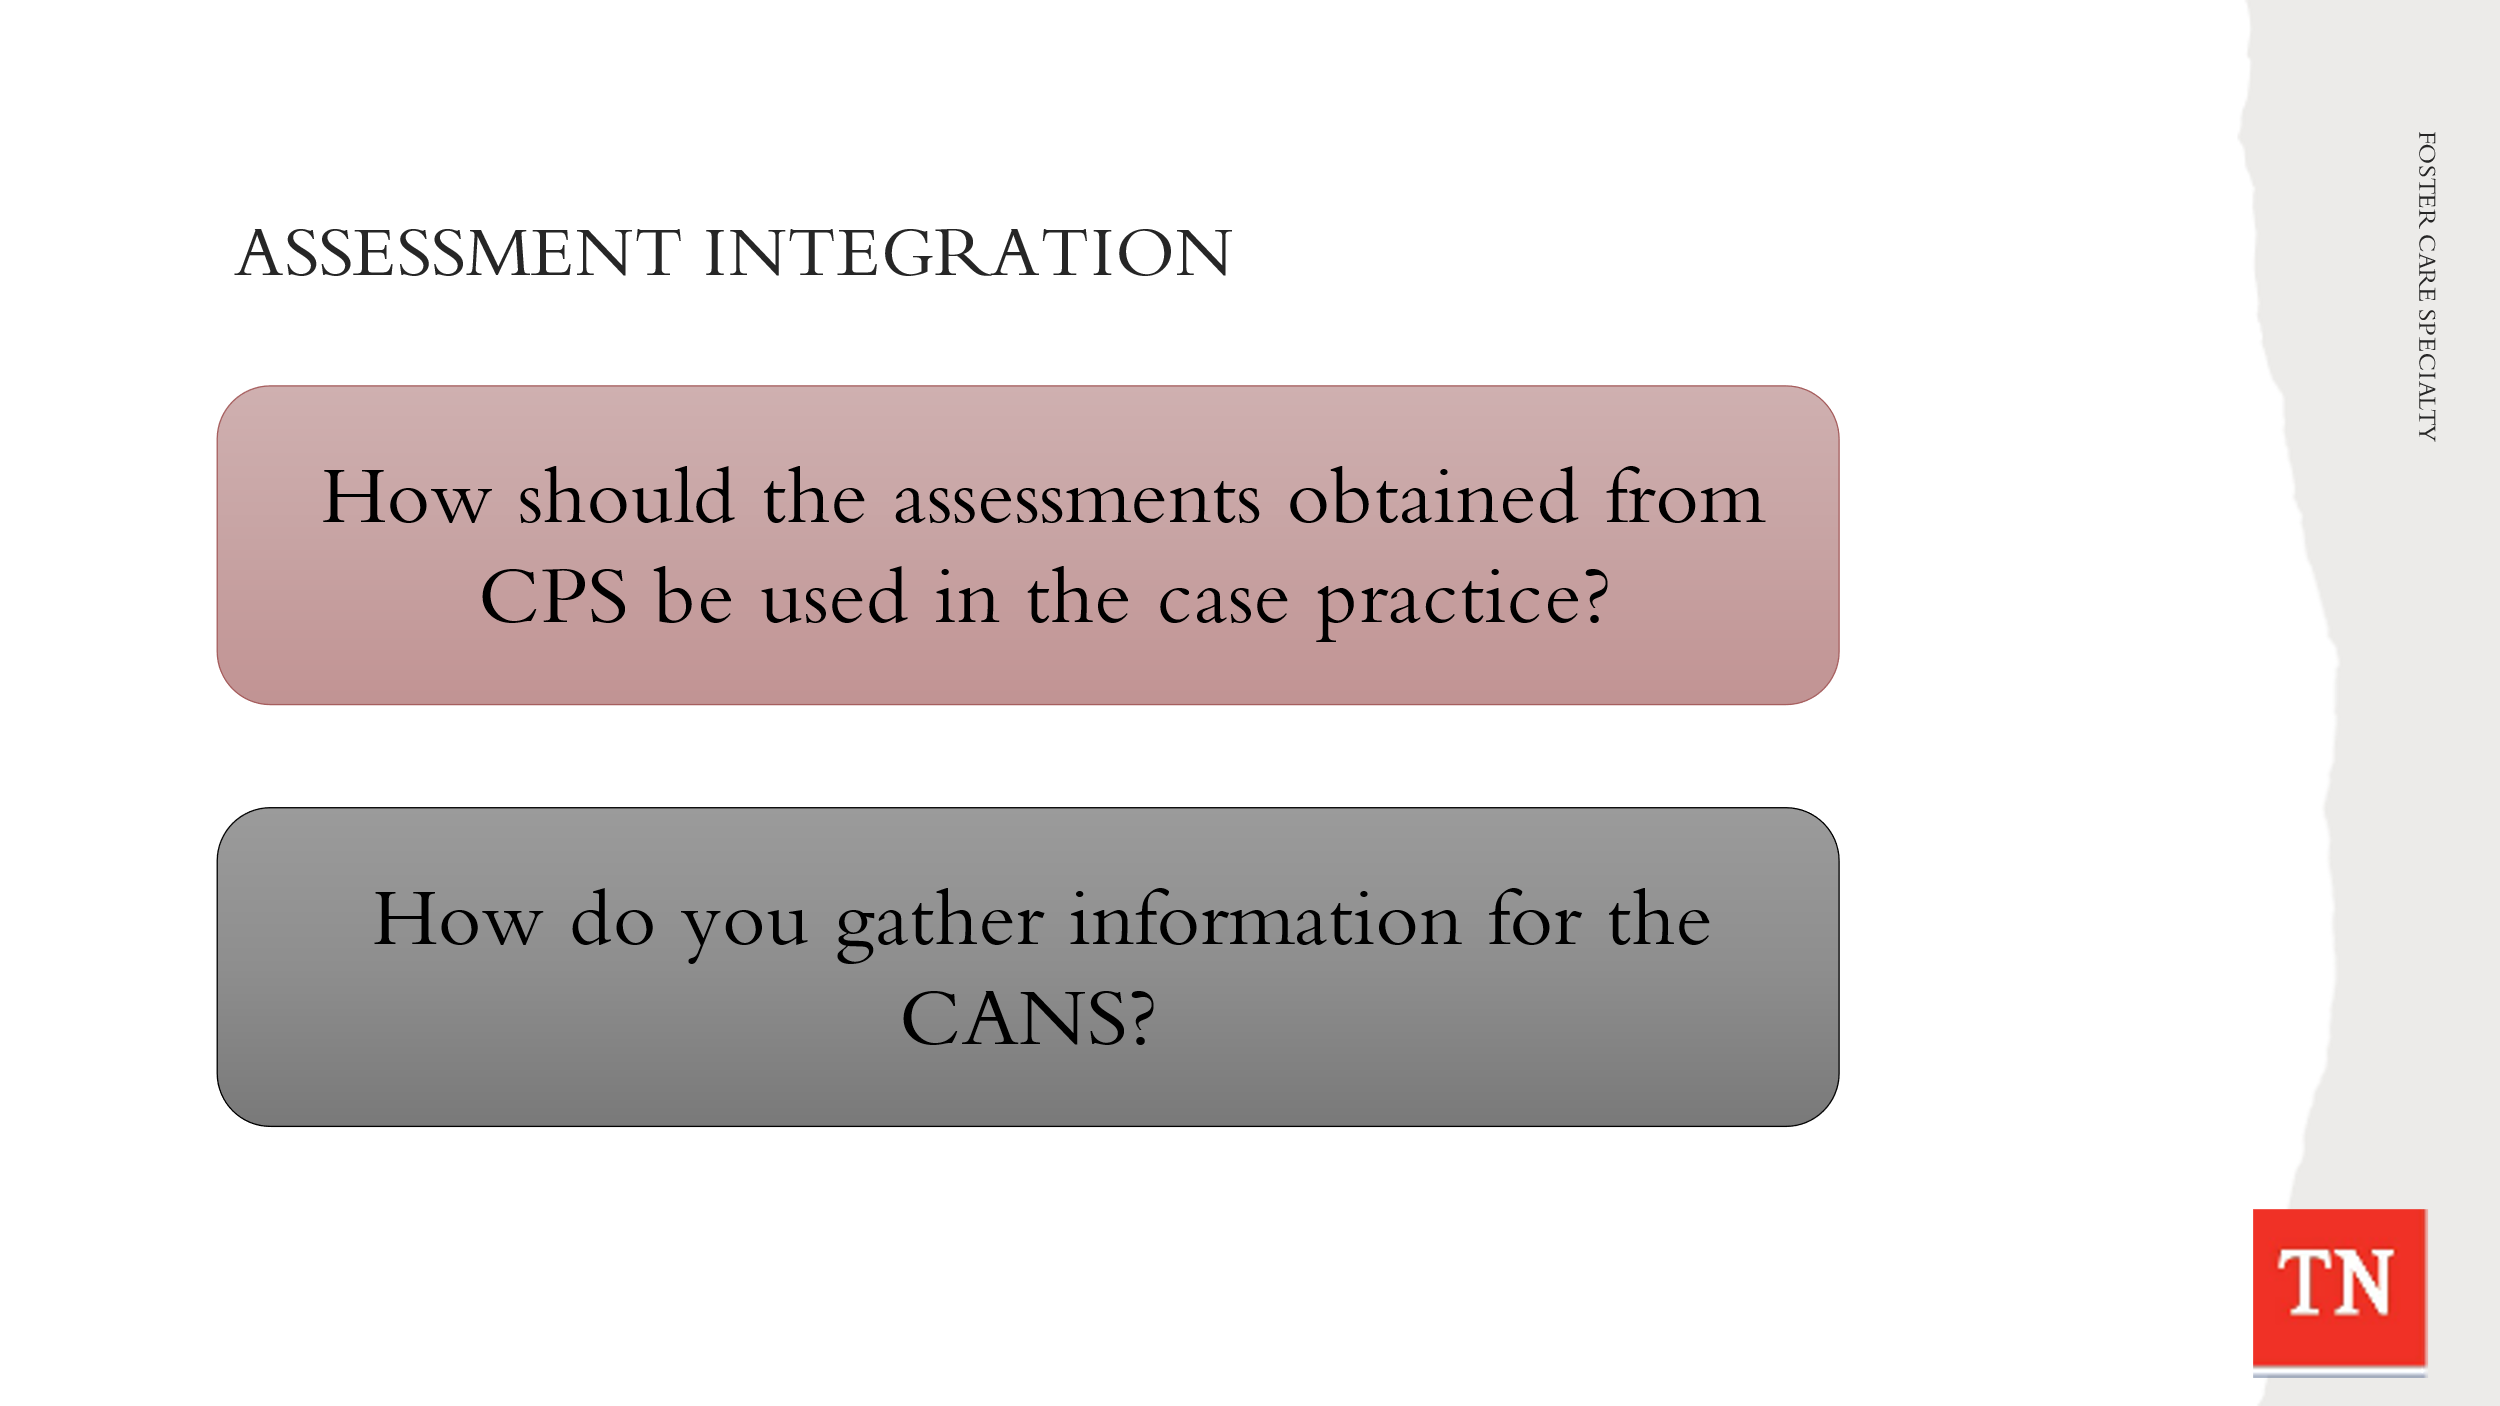 ASSESSMENT INTEGRATION
How should the assessments obtained from
CPS be used in the case practice?
How do you gather information for the
CANS?
FOSTER CARE SPECIALTY
TN